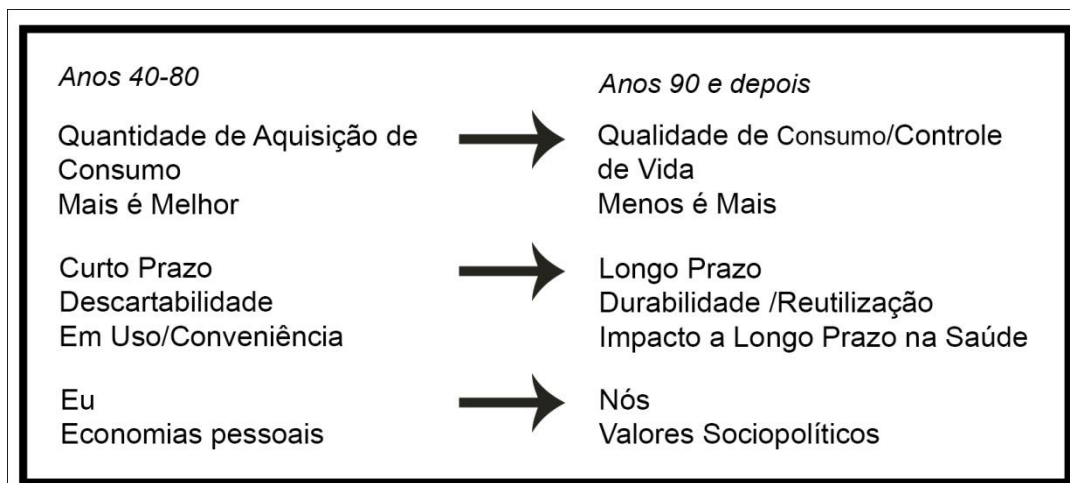 Anos 40-80
Quantidade de Aquisição de
Consumo
Mais é Melhor
Curto Prazo
Descartabilidade
Em Uso/Conveniência
Eu
Economias pessoais
Anos 90 e depois
Qualidade de Consumo/Controle
de Vida
Menos é Mais
Longo Prazo
Durabilidade /Reutilização
Impacto a Longo Prazo na Saúde
Nós
Valores Sociopolíticos